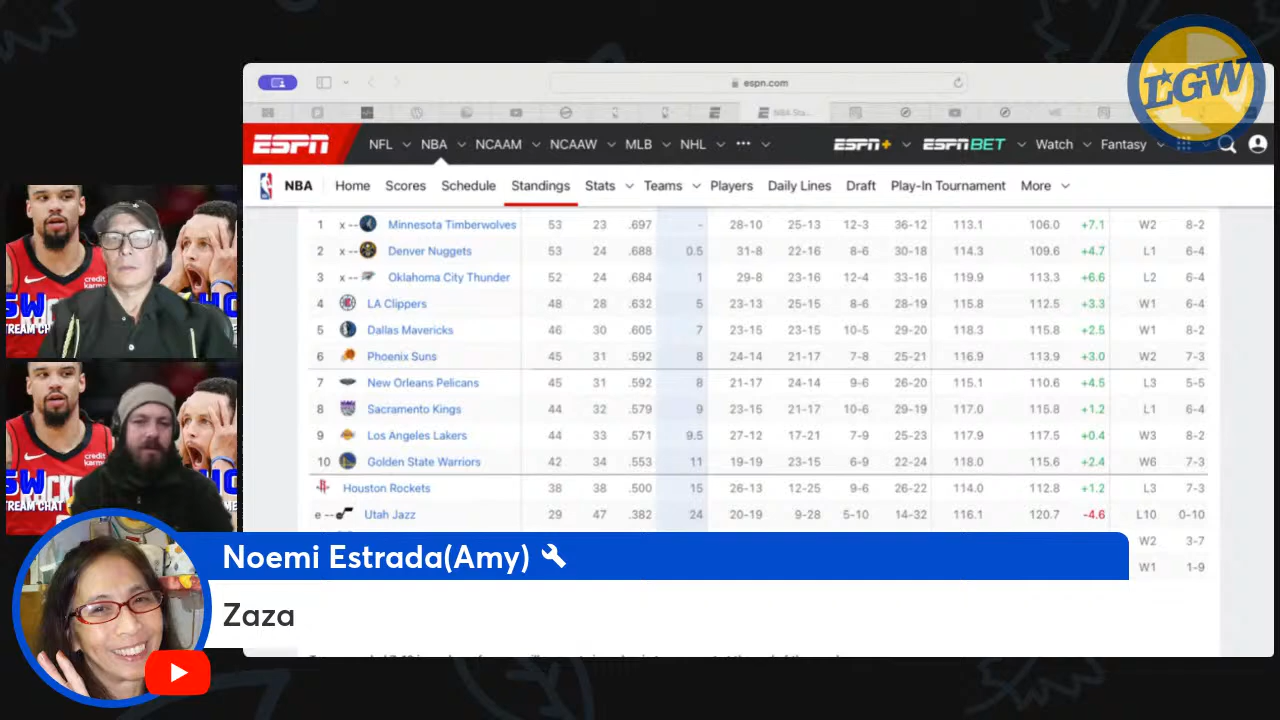 LGW
espn.com
NBA Sta...
ESPN NFL NBA NCAAM NCAAW MLB NHL ••• ESPN+ ESPN BET Watch Fantasy
NBA Home Scores Schedule Standings Stats Teams Players Daily Lines Draft Play-In Tournament More
1 x -- Minnesota Timberwolves 53 23 .697 - 28-10 25-13 12-3 36-12 113.1 106.0 +7.1 W2 8-2
2 x -- Denver Nuggets 53 24 .688 0.5 31-8 22-16 8-6 30-18 114.3 109.6 +4.7 L1 6-4
3 x -- Oklahoma City Thunder 52 24 .684 1 29-8 23-16 12-4 33-16 119.9 113.3 +6.6 L2 6-4
4 LA Clippers 48 28 .632 5 23-13 25-15 8-6 28-19 115.8 112.5 +3.3 W1 6-4
5 Dallas Mavericks 46 30 .605 7 23-15 23-15 10-5 29-20 118.3 115.8 +2.5 W1 8-2
6 Phoenix Suns 45 31 .592 8 24-14 21-17 7-8 25-21 116.9 113.9 +3.0 W2 7-3
7 New Orleans Pelicans 45 31 .592 8 21-17 24-14 9-6 26-20 115.1 110.6 +4.5 L3 5-5
8 Sacramento Kings 44 32 .579 9 23-15 21-17 10-6 29-19 117.0 115.8 +1.2 L1 6-4
9 Los Angeles Lakers 44 33 .571 9.5 27-12 17-21 7-9 25-23 117.9 117.5 +0.4 W3 8-2
10 Golden State Warriors 42 34 .553 11 19-19 23-15 6-9 22-24 118.0 115.6 +2.4 W6 7-3
Houston Rockets 38 38 .500 15 26-13 12-25 9-6 26-22 114.0 112.8 +1.2 L3 7-3
e -- Utah Jazz 29 47 .382 24 20-19 9-28 5-10 14-32 116.1 120.7 -4.6 L10 0-10
W2 3-7
W1 1-9
credit karma
SW
STREAM CH
credit karma
SW
STREAM CHAT
Noemi Estrada(Amy)
Zaza